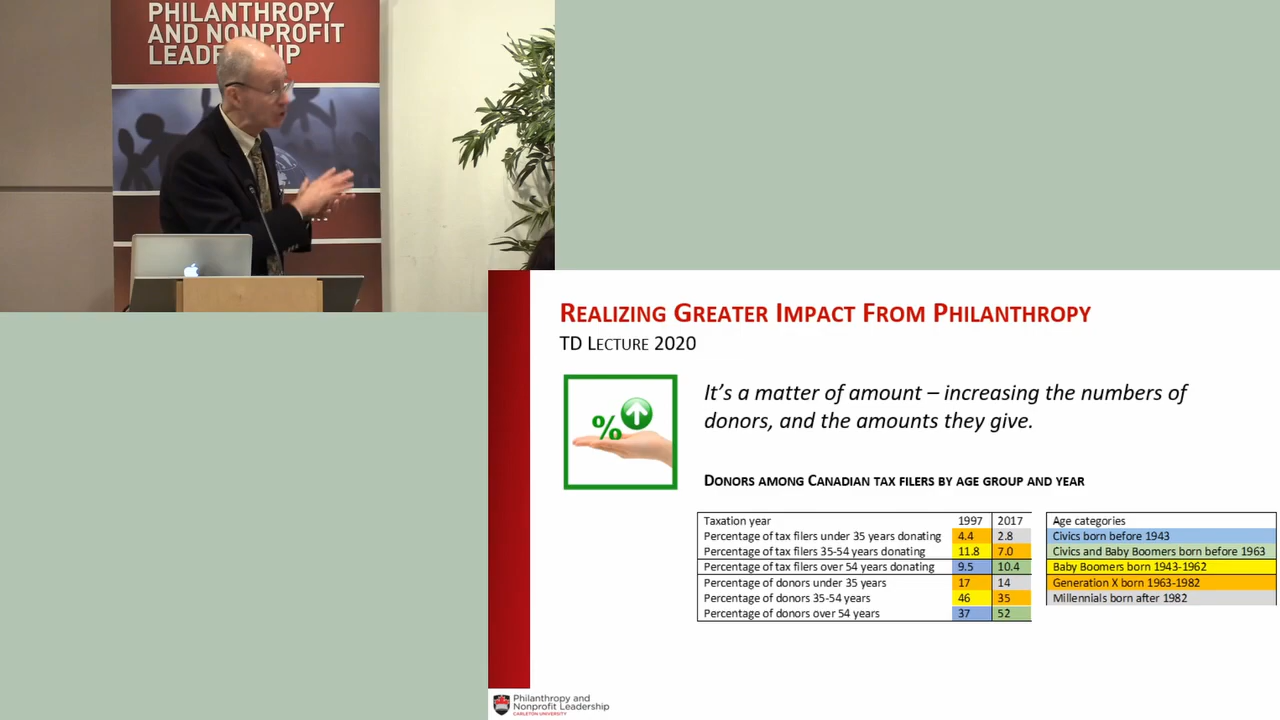 PHILANTHROPY
AND NONPROFIT
REALIZING GREATER IMPACT FROM PHILANTHROPY
TD LECTURE 2020
%
It’s a matter of amount – increasing the numbers of
donors, and the amounts they give.
DONORS AMONG CANADIAN TAX FILERS BY AGE GROUP AND YEAR
Taxation year 1997 2017
Percentage of tax filers under 35 years donating 4.4 2.8
Percentage of tax filers 35-54 years donating 11.8 7.0
Percentage of tax filers over 54 years donating 9.5 10.4
Percentage of donors under 35 years 17 14
Percentage of donors 35-54 years 46 35
Percentage of donors over 54 years 37 52
Age categories
Civics born before 1943
Civics and Baby Boomers born before 1963
Baby Boomers born 1943-1962
Generation X born 1963-1982
Millennials born after 1982
Philanthropy and
Nonprofit Leadership
CARLETON UNIVERSITY